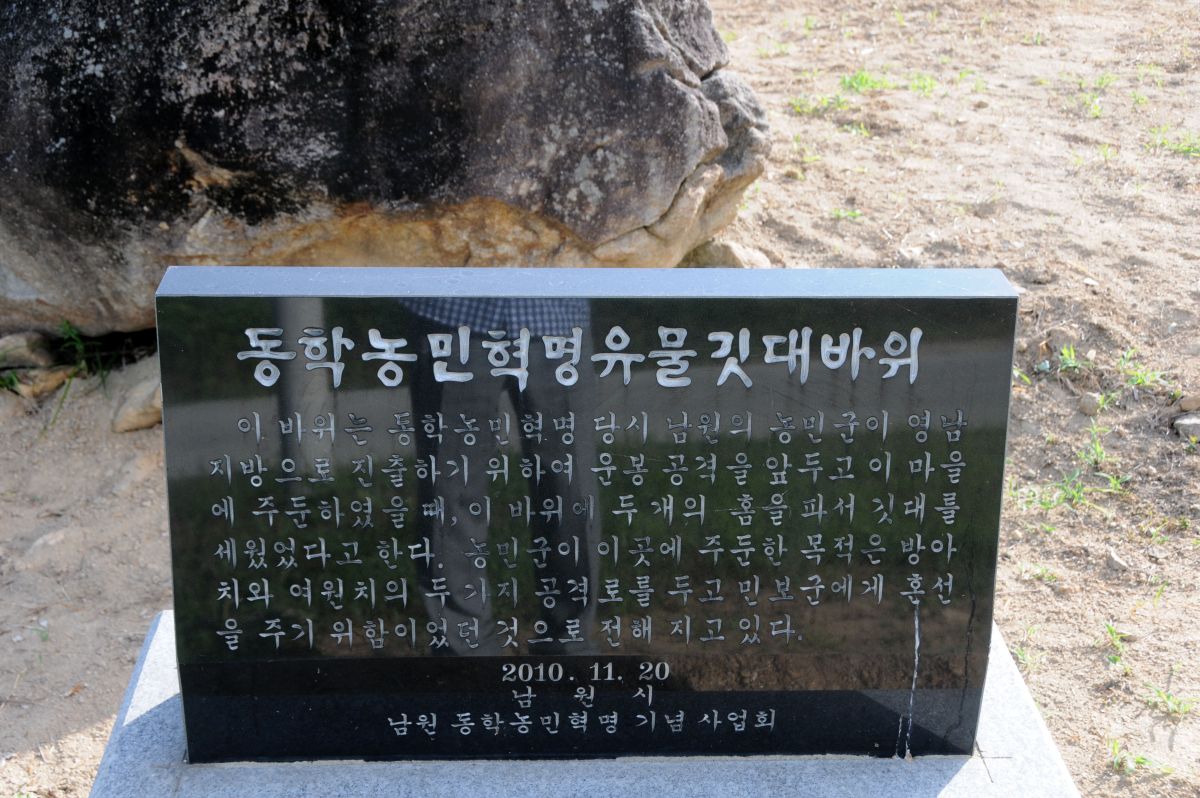 동학농민혁명유물깃대바위
이 바위는 동학농민혁명 당시 남원의 농민군이 영남
지방으로 진출하기 위하여 운봉 공격을 앞두고 이 마을
에 주둔하였을때, 이 바위에 두개의 홈을 파서 깃대를
세웠었다고 한다. 농민군이 이곳에 주둔한 목적은 방아
치와 여원치의 두 가지 공격로를 두고 민보군에게 혼선
을 주기 위함이었던 것으로 전해 지고 있다.
2010. 11. 20
남 원 시
남원 동학농민혁명 기념 사업회